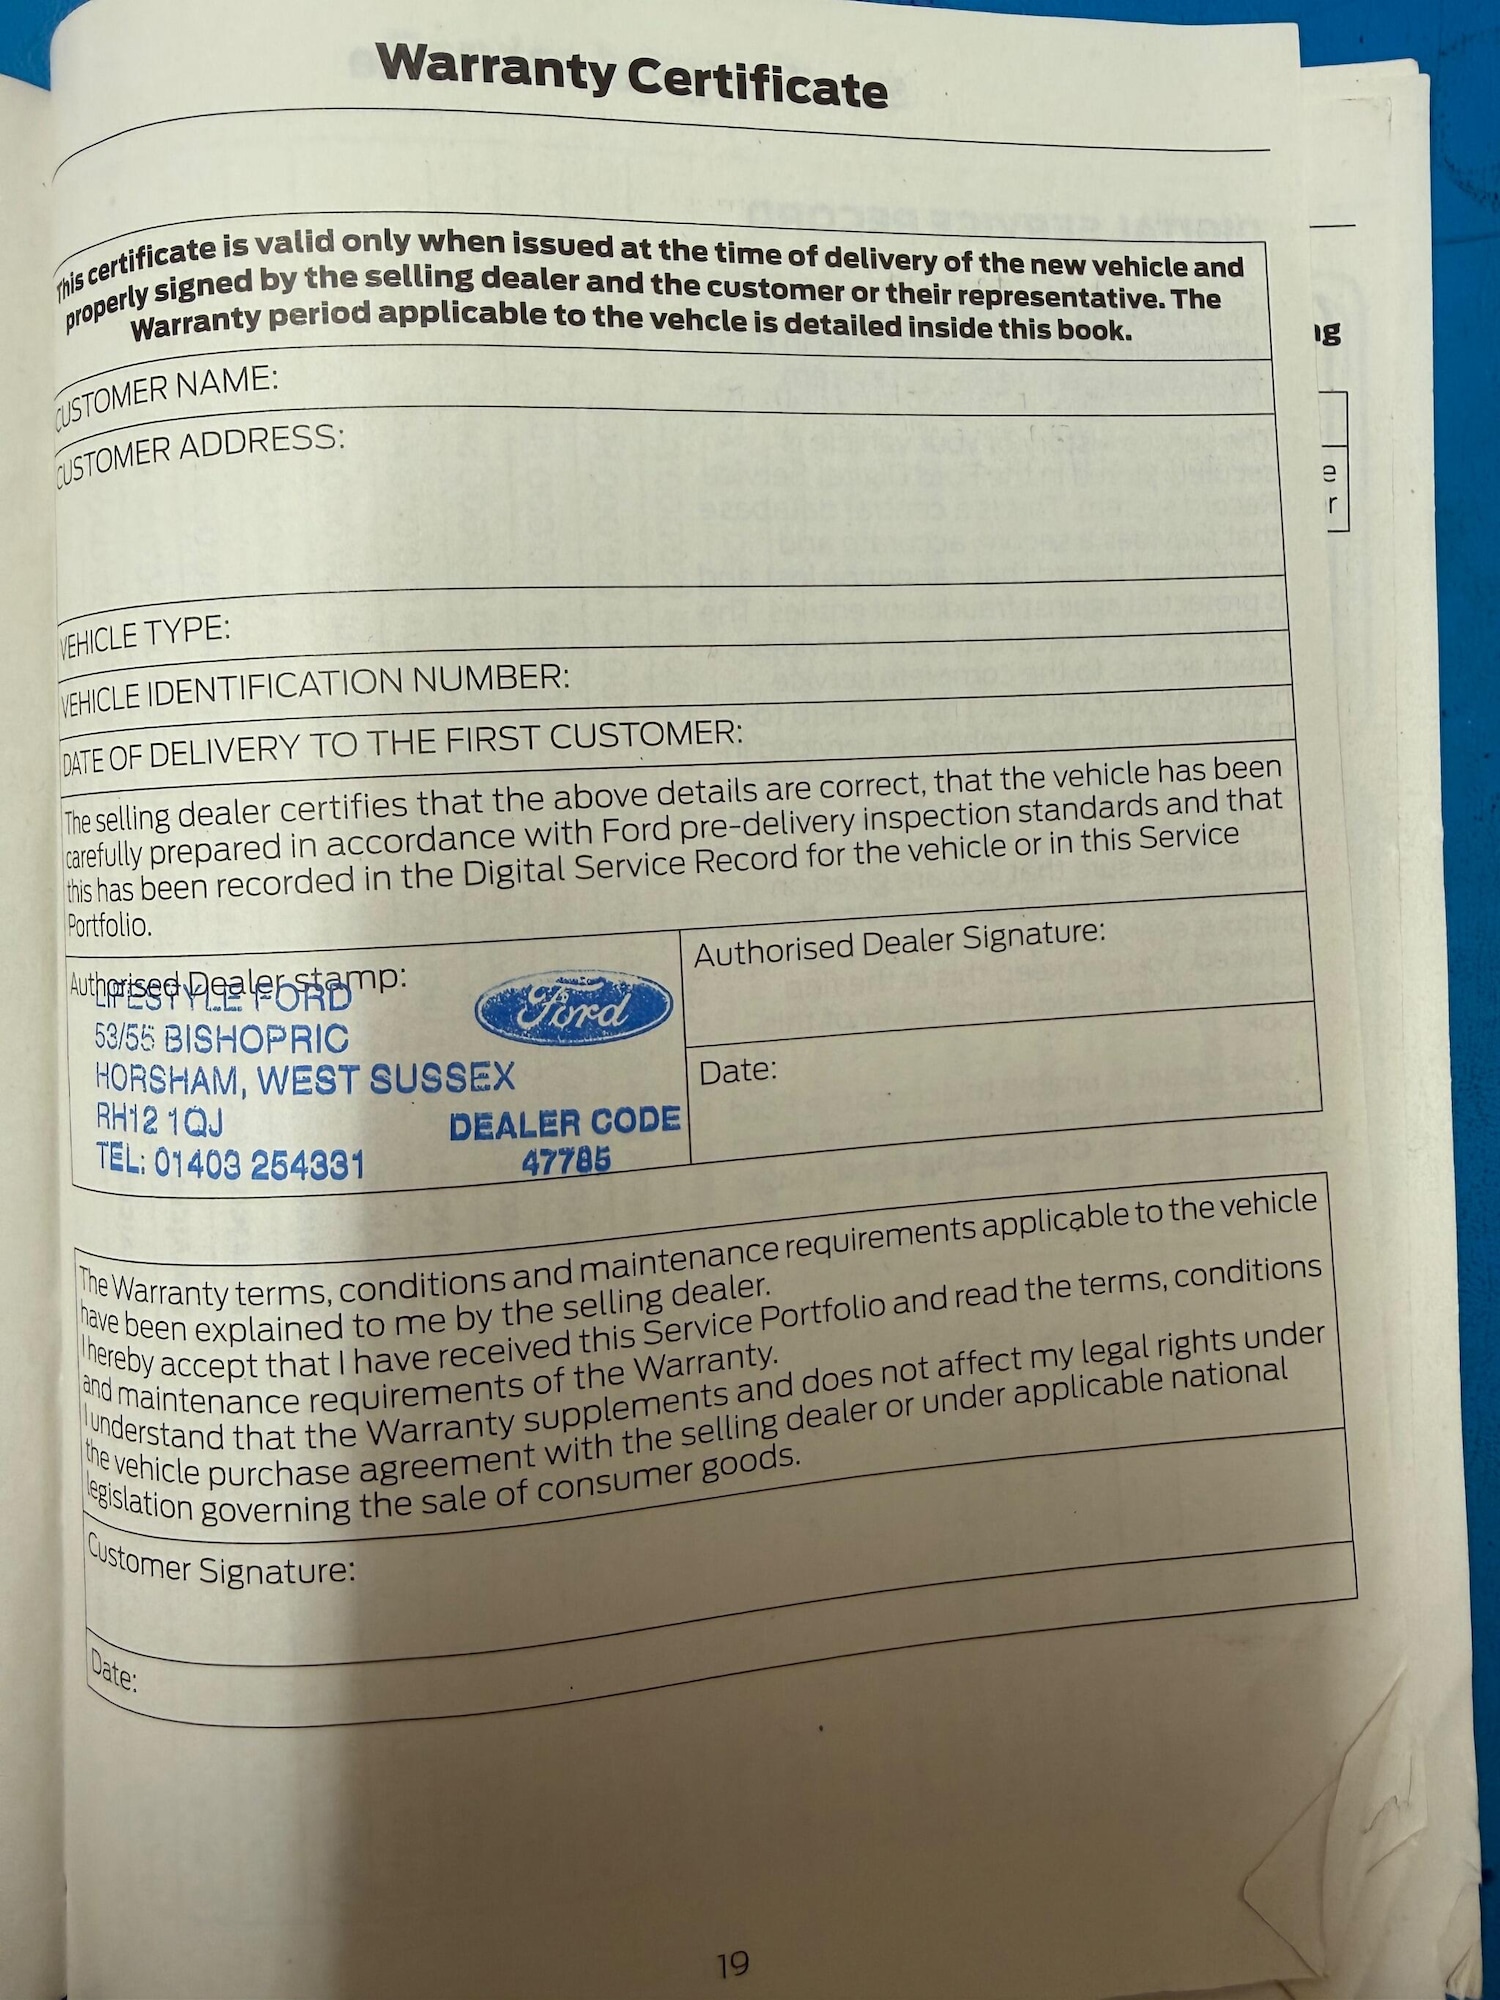 Warranty Certificate
This certificate is valid only when issued at the time of delivery of the new vehicle and
properly signed by the selling dealer and the customer or their representative. The
Warranty period applicable to the vehcle is detailed inside this book.
CUSTOMER NAME:
CUSTOMER ADDRESS:
VEHICLE TYPE:
VEHICLE IDENTIFICATION NUMBER:
DATE OF DELIVERY TO THE FIRST CUSTOMER:
The selling dealer certifies that the above details are correct, that the vehicle has been
carefully prepared in accordance with Ford pre-delivery inspection standards and that
this has been recorded in the Digital Service Record for the vehicle or in this Service
Portfolio.
Authorised Dealer stamp:
LIFESTYLE FORD
53/55 BISHOPRIC
HORSHAM, WEST SUSSEX
RH12 1QJ
TEL: 01403 254331
Ford
DEALER CODE
47785
Authorised Dealer Signature:
Date:
The Warranty terms, conditions and maintenance requirements applicable to the vehicle
have been explained to me by the selling dealer.
I hereby accept that I have received this Service Portfolio and read the terms, conditions
and maintenance requirements of the Warranty.
I understand that the Warranty supplements and does not affect my legal rights under
the vehicle purchase agreement with the selling dealer or under applicable national
legislation governing the sale of consumer goods.
Customer Signature:
Date:
19
g
e
r